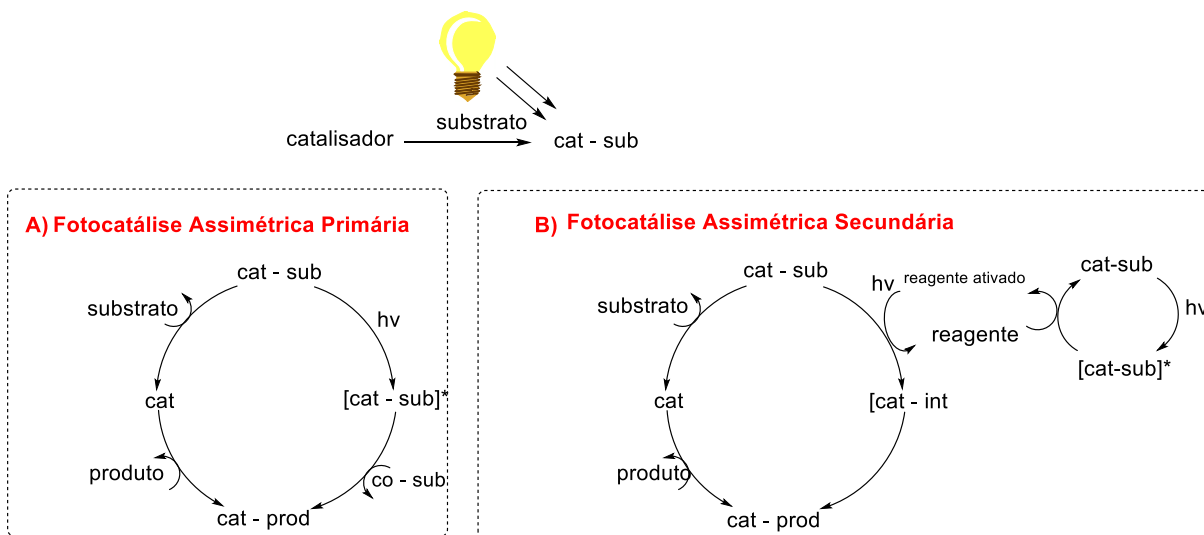 substrato
catalisador
cat - sub
A) Fotocatálise Assimétrica Primária
cat - sub
substrato
hv
cat
[cat - sub]*
produto
co - sub
cat - prod
B) Fotocatálise Assimétrica Secundária
cat - sub
substrato
hv
reagente ativado
cat-sub
reagente
hv
[cat-sub]*
cat
[cat - int
produto
cat - prod